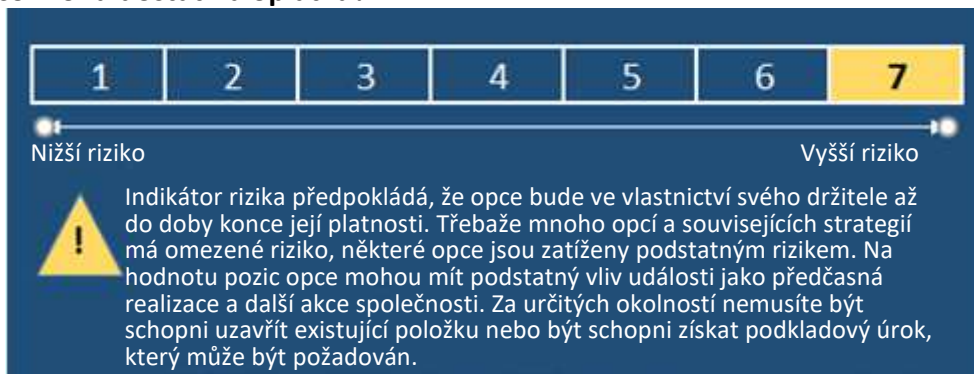 1 2 3 4 5 6 7
Nižší riziko Vyšší riziko
Indikátor rizika předpokládá, že opce bude ve vlastnictví svého držitele až
do doby konce její platnosti. Třebaže mnoho opcí a souvisejících strategií
! má omezené riziko, některé opce jsou zatíženy podstatným rizikem. Na
hodnotu pozic opce mohou mít podstatný vliv události jako předčasná
realizace a další akce společnosti. Za určitých okolností nemusíte být
schopni uzavřít existující položku nebo být schopni získat podkladový úrok,
který může být požadován.